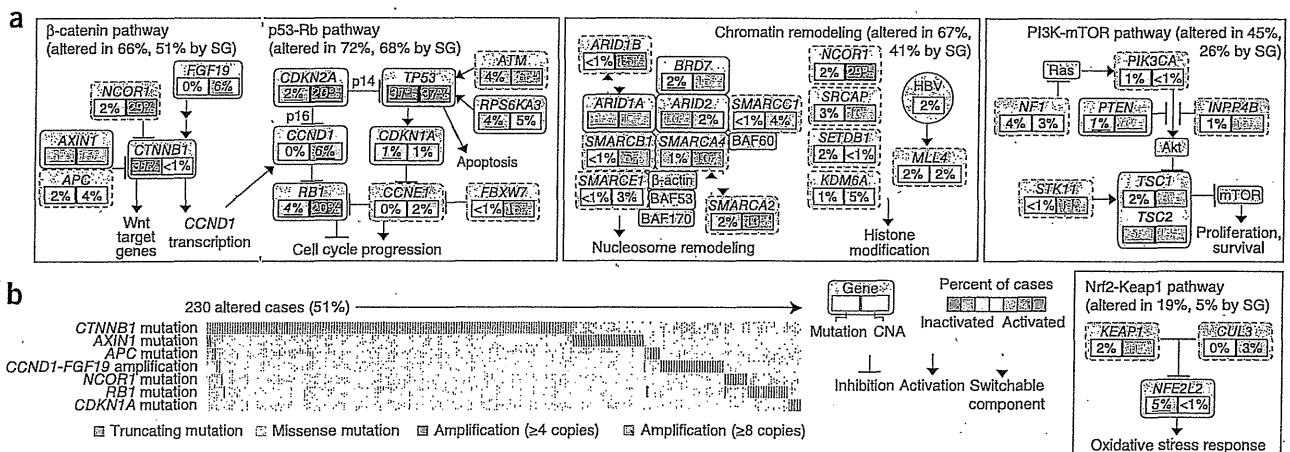 a
β-catenin pathway
(altered in 66%, 51% by SG)
FGF19
0% 6%
NCOR1
2%
AXIN1
CTNNB1
<1%
APC
2% 4%
Wnt
target
genes
CCND1
transcription
p53-Rb pathway
(altered in 72%, 68% by SG)
CDKN2A
2%
p14
TP53
ATM
4%
RPS6KA3
4% 5%
p16
CCND1
0% 6%
CDKN1A
1% 1%
Apoptosis
RB1
4% 20%
CCNE1
0% 2%
FBXW7
<1%
Cell cycle progression
Chromatin remodeling (altered in 67%,
41% by SG)
ARID1B
<1%
BRD7
2%
ARID1A
ARID2
2%
SMARCC1
<1% 4%
SMARCB1
<1%
SMARCA4
1%
BAF60
SMARCE1
<1% 3%
β-actin
BAF53
BAF170
SMARCA2
2%
Nucleosome remodeling
NCOR1
2%
SRCAP
3%
SETDB1
2% <1%
KDM6A
1% 5%
HBV
2%
MLL4
2% 2%
Histone
modification
PI3K-mTOR pathway (altered in 45%,
26% by SG)
Ras
PIK3CA
1% <1%
NF1
4% 3%
PTEN
1%
INPP4B
1%
Akt
STK11
<1%
TSC1
2%
TSC2
mTOR
Proliferation,
survival
b
230 altered cases (51%)
CTNNB1 mutation
AXIN1 mutation
APC mutation
CCND1-FGF19 amplification
NCOR1 mutation
RB1 mutation
CDKN1A mutation
Truncating mutation Missense mutation Amplification (≥4 copies) Amplification (≥8 copies)
Gene
Mutation CNA
Percent of cases
Inactivated Activated
Inhibition Activation Switchable
component
Nrf2-Keap1 pathway
(altered in 19%, 5% by SG)
KEAP1
2%
CUL3
0% 3%
NFE2L2
5% <1%
Oxidative stress response